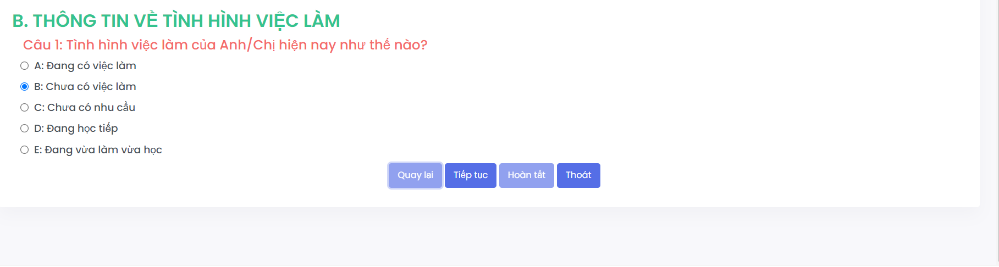 B. THÔNG TIN VỀ TÌNH HÌNH VIỆC LÀM
Câu 1: Tình hình việc làm của Anh/Chị hiện nay như thế nào?
A: Đang có việc làm
B: Chưa có việc làm
C: Chưa có nhu cầu
D: Đang học tiếp
E: Đang vừa làm vừa học
Quay lại Tiếp tục Hoàn tất Thoát